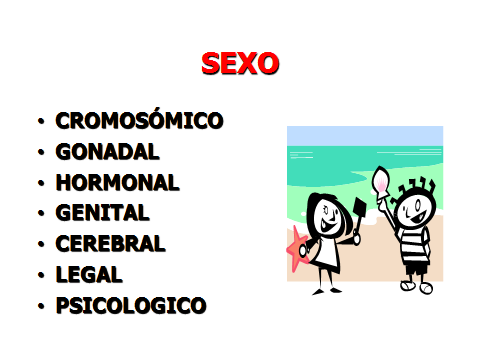 SEXO
• CROMOSÓMICO
• GONADAL
• HORMONAL
• GENITAL
• CEREBRAL
• LEGAL
• PSICOLOGICO